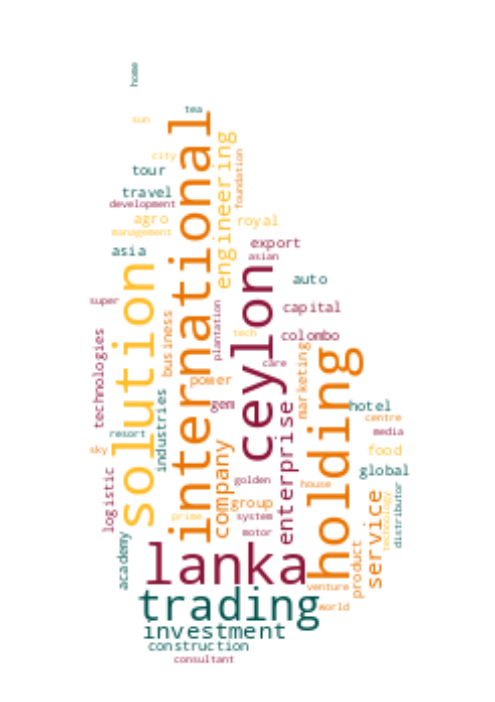 home
tea
sun
international
engineering
city
foundation
tour
travel
development
agro
royal
management
export
asia
asian
solution
ceylon
auto
super
plantation
capital
business
technologies
tech
colombo
marketing
holding
care
power
industries
gem
hotel
enterprise
centre
resort
media
company
sky
food
global
logistic
golden
house
service
technology
distributor
group
prime
system
academy
motor
product
lanka
venture
trading
world
investment
construction
consultant